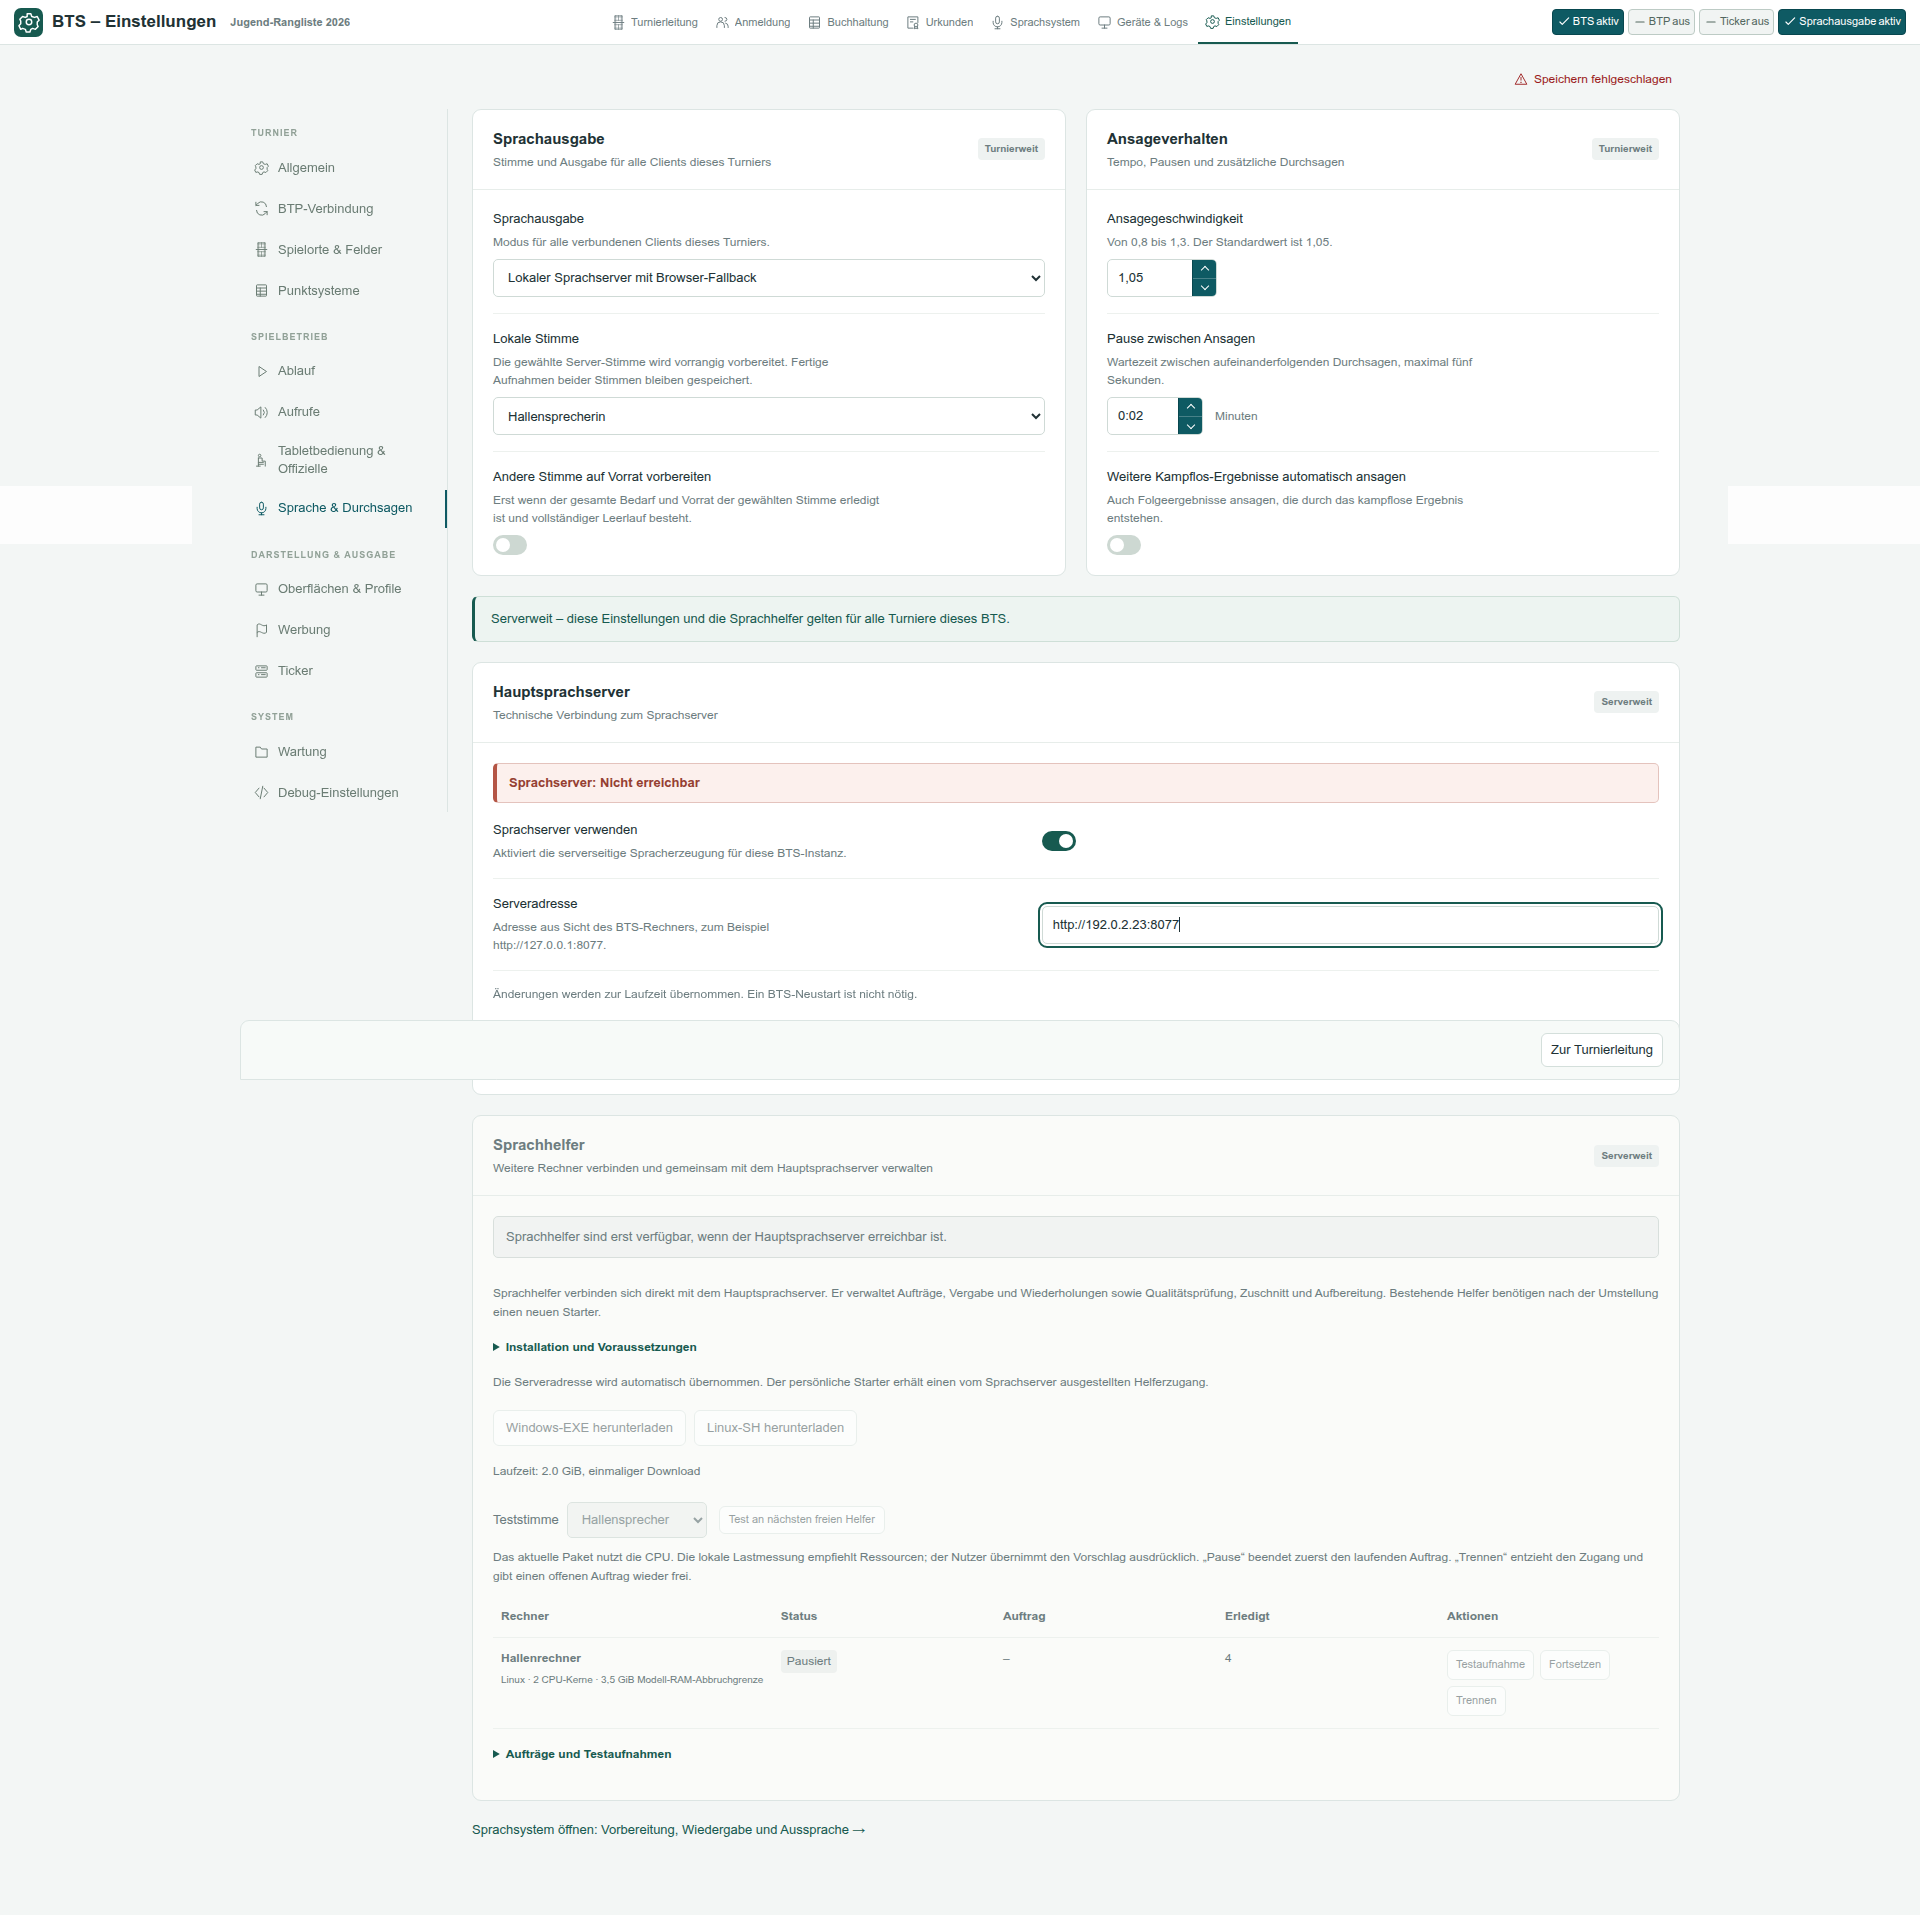 BTS – Einstellungen
Jugend-Rangliste 2026
Turnierleitung
Anmeldung
Buchhaltung
Urkunden
Sprachsystem
Geräte & Logs
Einstellungen
BTS aktiv
BTP aus
Ticker aus
Sprachausgabe aktiv
Speichern fehlgeschlagen
TURNIER
Allgemein
BTP-Verbindung
Spielorte & Felder
Punktsysteme
SPIELBETRIEB
Ablauf
Aufrufe
Tabletbedienung &
Offizielle
Sprache & Durchsagen
DARSTELLUNG & AUSGABE
Oberflächen & Profile
Werbung
Ticker
SYSTEM
Wartung
Debug-Einstellungen
Sprachausgabe
Stimme und Ausgabe für alle Clients dieses Turniers
Turnierweit
Sprachausgabe
Modus für alle verbundenen Clients dieses Turniers.
Lokaler Sprachserver mit Browser-Fallback
Lokale Stimme
Die gewählte Server-Stimme wird vorrangig vorbereitet. Fertige
Aufnahmen beider Stimmen bleiben gespeichert.
Hallensprecherin
Andere Stimme auf Vorrat vorbereiten
Erst wenn der gesamte Bedarf und Vorrat der gewählten Stimme erledigt
ist und vollständiger Leerlauf besteht.
Ansageverhalten
Tempo, Pausen und zusätzliche Durchsagen
Turnierweit
Ansagegeschwindigkeit
Von 0,8 bis 1,3. Der Standardwert ist 1,05.
1,05
Pause zwischen Ansagen
Wartezeit zwischen aufeinanderfolgenden Durchsagen, maximal fünf
Sekunden.
0:02
Minuten
Weitere Kampflos-Ergebnisse automatisch ansagen
Auch Folgeergebnisse ansagen, die durch das kampflose Ergebnis
entstehen.
Serverweit – diese Einstellungen und die Sprachhelfer gelten für alle Turniere dieses BTS.
Hauptsprachserver
Technische Verbindung zum Sprachserver
Serverweit
Sprachserver: Nicht erreichbar
Sprachserver verwenden
Aktiviert die serverseitige Spracherzeugung für diese BTS-Instanz.
Serveradresse
Adresse aus Sicht des BTS-Rechners, zum Beispiel
http://127.0.0.1:8077.
http://192.0.2.23:8077
Änderungen werden zur Laufzeit übernommen. Ein BTS-Neustart ist nicht nötig.
Zur Turnierleitung
Sprachhelfer
Weitere Rechner verbinden und gemeinsam mit dem Hauptsprachserver verwalten
Serverweit
Sprachhelfer sind erst verfügbar, wenn der Hauptsprachserver erreichbar ist.
Sprachhelfer verbinden sich direkt mit dem Hauptsprachserver. Er verwaltet Aufträge, Vergabe und Wiederholungen sowie Qualitätsprüfung, Zuschnitt und Aufbereitung. Bestehende Helfer benötigen nach der Umstellung
einen neuen Starter.
Installation und Voraussetzungen
Die Serveradresse wird automatisch übernommen. Der persönliche Starter erhält einen vom Sprachserver ausgestellten Helferzugang.
Windows-EXE herunterladen
Linux-SH herunterladen
Laufzeit: 2.0 GiB, einmaliger Download
Teststimme
Hallensprecher
Test an nächsten freien Helfer
Das aktuelle Paket nutzt die CPU. Die lokale Lastmessung empfiehlt Ressourcen; der Nutzer übernimmt den Vorschlag ausdrücklich. „Pause“ beendet zuerst den laufenden Auftrag. „Trennen“ entzieht den Zugang und
gibt einen offenen Auftrag wieder frei.
Rechner
Status
Auftrag
Erledigt
Aktionen
Hallenrechner
Linux · 2 CPU-Kerne · 3,5 GiB Modell-RAM-Abbruchgrenze
Pausiert
–
4
Testaufnahme
Fortsetzen
Trennen
Aufträge und Testaufnahmen
Sprachsystem öffnen: Vorbereitung, Wiedergabe und Aussprache →